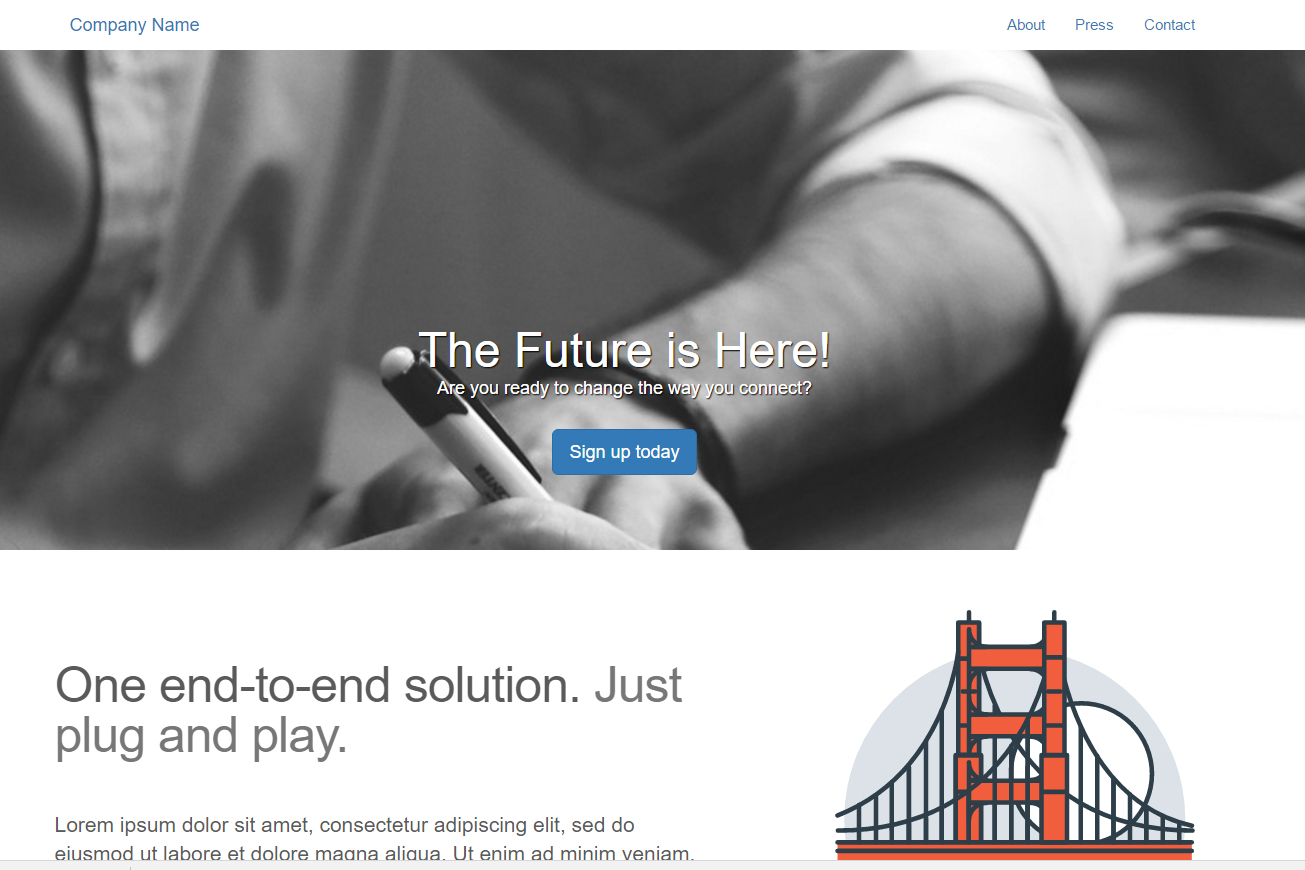 Company Name
About Press Contact
The Future is Here!
Are you ready to change the way you connect?
Sign up today
One end-to-end solution. Just
plug and play.
Lorem ipsum dolor sit amet, consectetur adipiscing elit, sed do
eiusmod ut labore et dolore magna aliqua. Ut enim ad minim veniam,